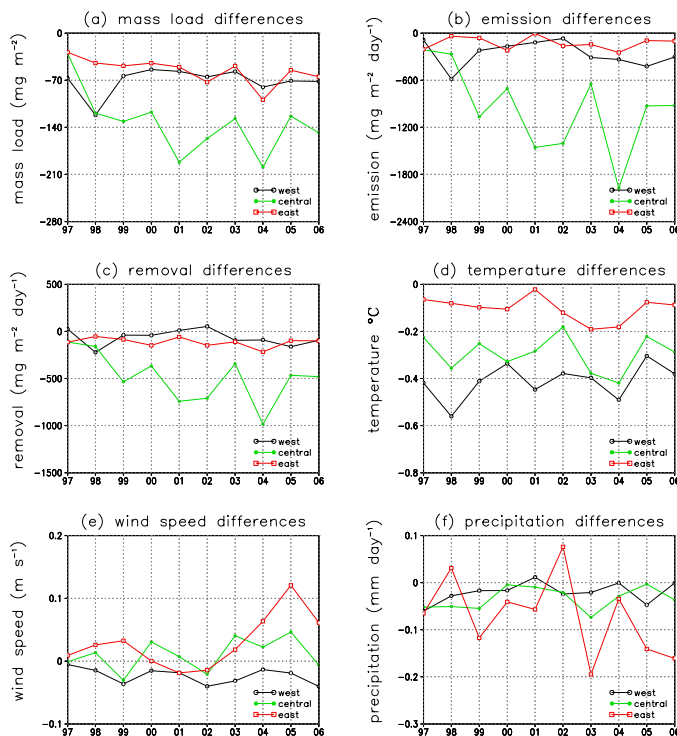 (a) mass load differences
mass load (mg m⁻²)
0
-70
-140
-210
-280
97 98 99 00 01 02 03 04 05 06
west
central
east
(b) emission differences
emission (mg m⁻² day⁻¹)
0
-600
-1200
-1800
-2400
97 98 99 00 01 02 03 04 05 06
west
central
east
(c) removal differences
removal (mg m⁻² day⁻¹)
500
0
-500
-1000
-1500
97 98 99 00 01 02 03 04 05 06
west
central
east
(d) temperature differences
temperature °C
0
-0.2
-0.4
-0.6
-0.8
97 98 99 00 01 02 03 04 05 06
west
central
east
(e) wind speed differences
wind speed (m s⁻¹)
0.2
0.1
0
-0.1
97 98 99 00 01 02 03 04 05 06
west
central
east
(f) precipitation differences
precipitation (mm day⁻¹)
0.1
0
-0.1
-0.2
-0.3
97 98 99 00 01 02 03 04 05 06
west
central
east